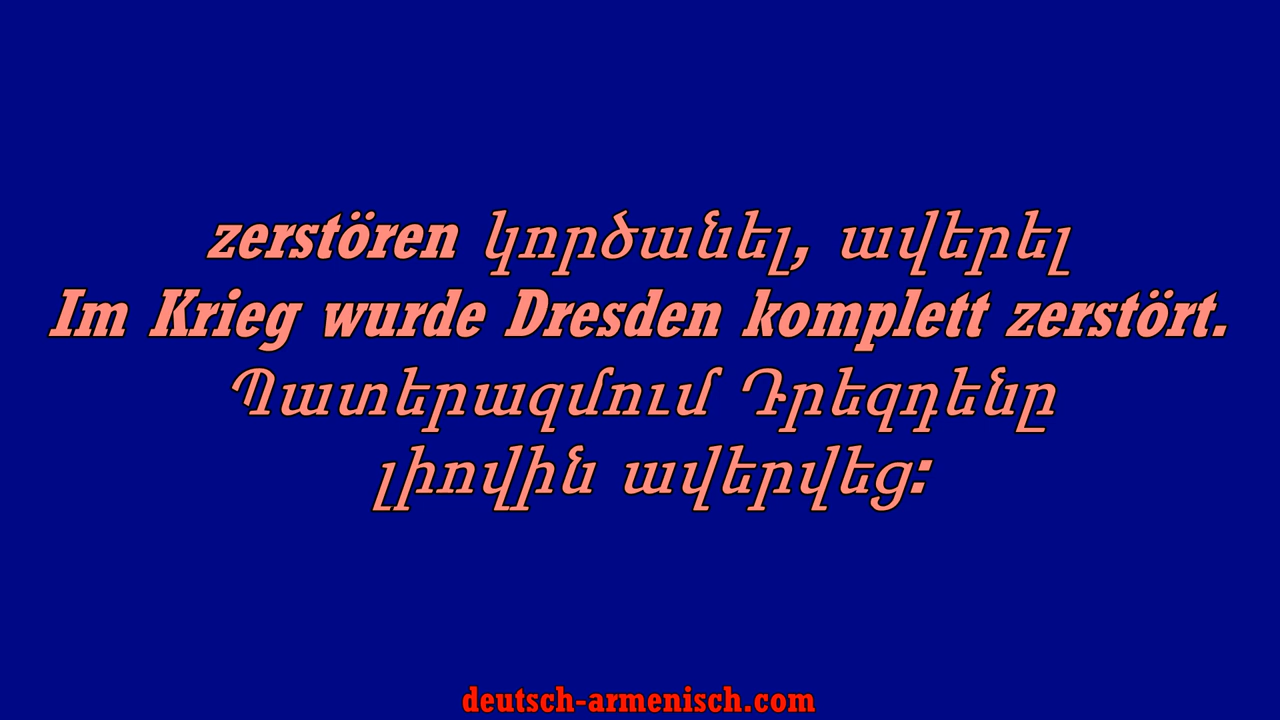 zerstören կործանել, ավերել
Im Krieg wurde Dresden komplett zerstört.
Պատերազմում Դրեզդենը
լիովին ավերվեց:
deutsch-armenisch.com